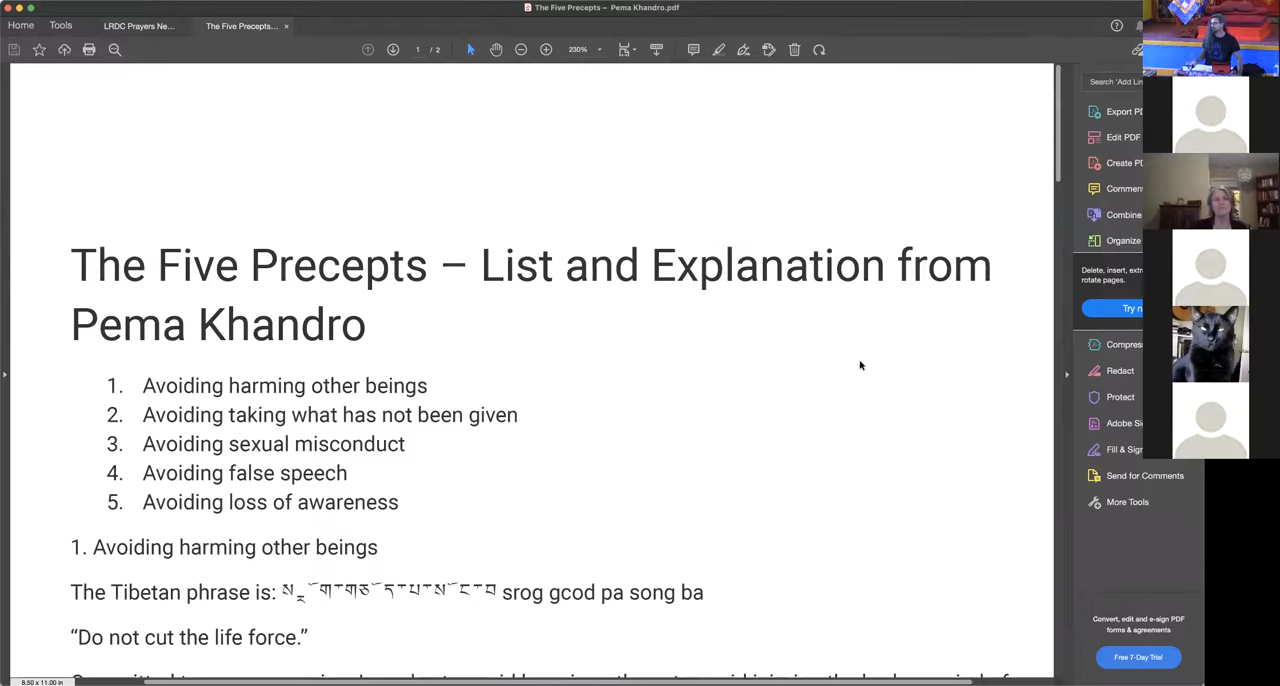 The Five Precepts – Pema Khandro.pdf
Home
Tools
LRDC Prayers Ne...
The Five Precepts... ×
1 / 2
230%
Search 'Add Lin
Export PD
Edit PDF
Create PD
Comment
Combine
Organize
Delete, insert, extra
rotate pages.
Try n
Compress
Redact
Protect
Adobe Si
Fill & Sign
Send for Comments
More Tools
Convert, edit and e-sign PDF
forms & agreements
Free 7-Day Trial
The Five Precepts – List and Explanation from
Pema Khandro
1. Avoiding harming other beings
2. Avoiding taking what has not been given
3. Avoiding sexual misconduct
4. Avoiding false speech
5. Avoiding loss of awareness
1. Avoiding harming other beings
The Tibetan phrase is: སྲོག་གཅོད་པ་སོང་བ srog gcod pa song ba
“Do not cut the life force.”
8.50 x 11.00 in